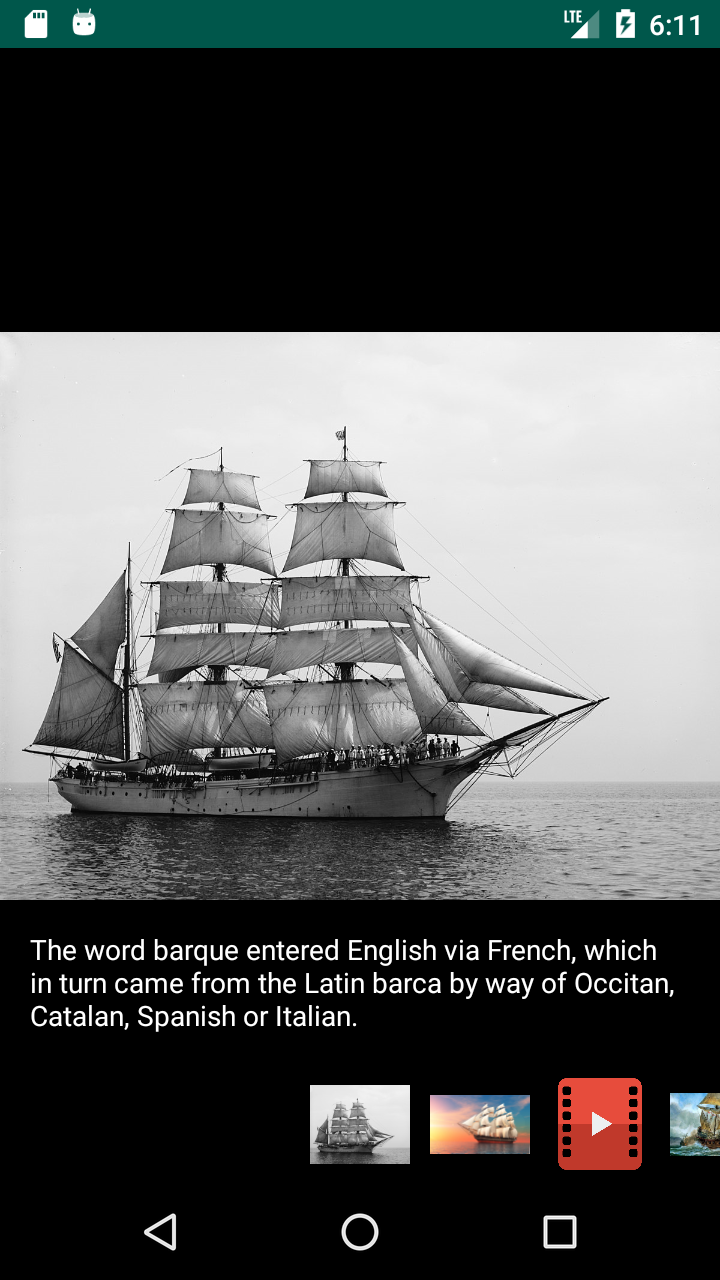 LTE 6:11
The word barque entered English via French, which
in turn came from the Latin barca by way of Occitan,
Catalan, Spanish or Italian.